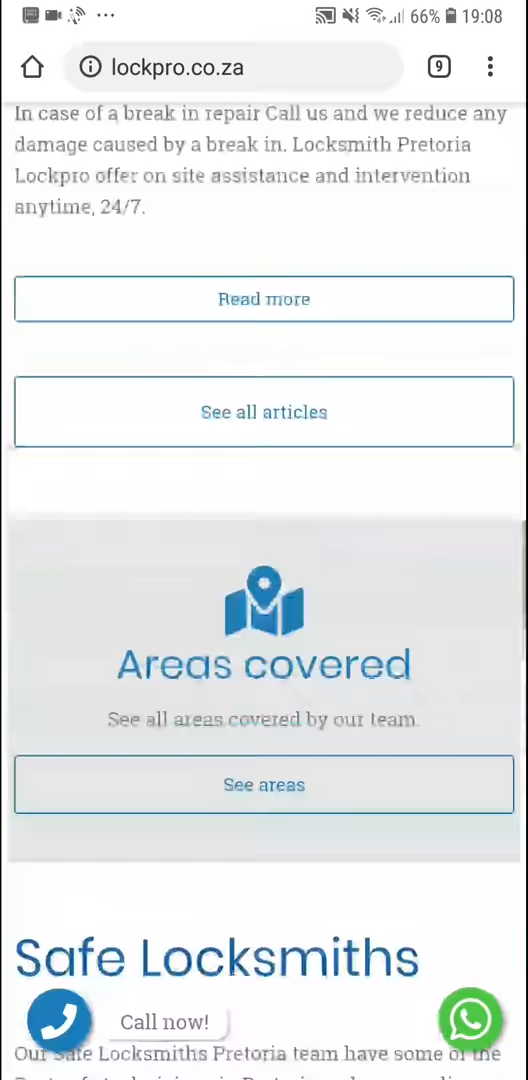 66% 19:08
lockpro.co.za
9
In case of a break in repair Call us and we reduce any
damage caused by a break in. Locksmith Pretoria
Lockpro offer on site assistance and intervention
anytime, 24/7.
Read more
See all articles
Areas covered
See all areas covered by our team.
See areas
Safe Locksmiths
Call now!
Our Safe Locksmiths Pretoria team have some of the